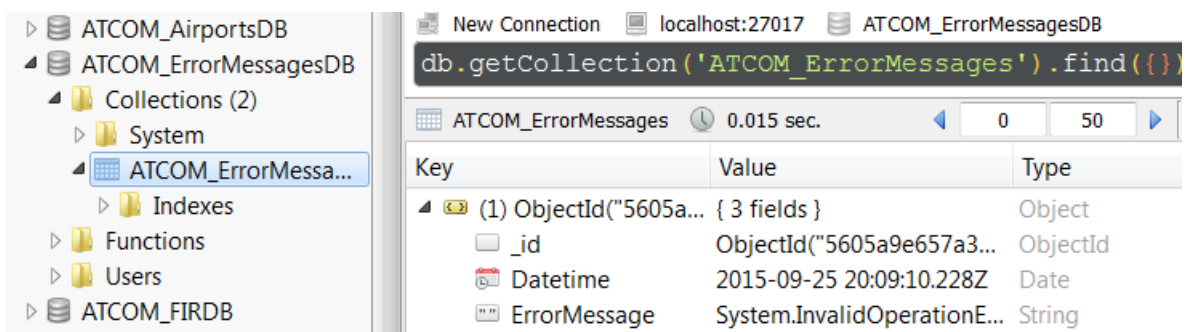 ATCOM_AirportsDB
ATCOM_ErrorMessagesDB
Collections (2)
System
ATCOM_ErrorMessa...
Indexes
Functions
Users
ATCOM_FIRDB
New Connection localhost:27017 ATCOM_ErrorMessagesDB
db.getCollection('ATCOM_ErrorMessages').find({})
ATCOM_ErrorMessages 0.015 sec. 0 50
Key Value Type
(1) ObjectId("5605a... { 3 fields } Object
_id ObjectId("5605a9e657a3... ObjectId
Datetime 2015-09-25 20:09:10.228Z Date
ErrorMessage System.InvalidOperationE... String